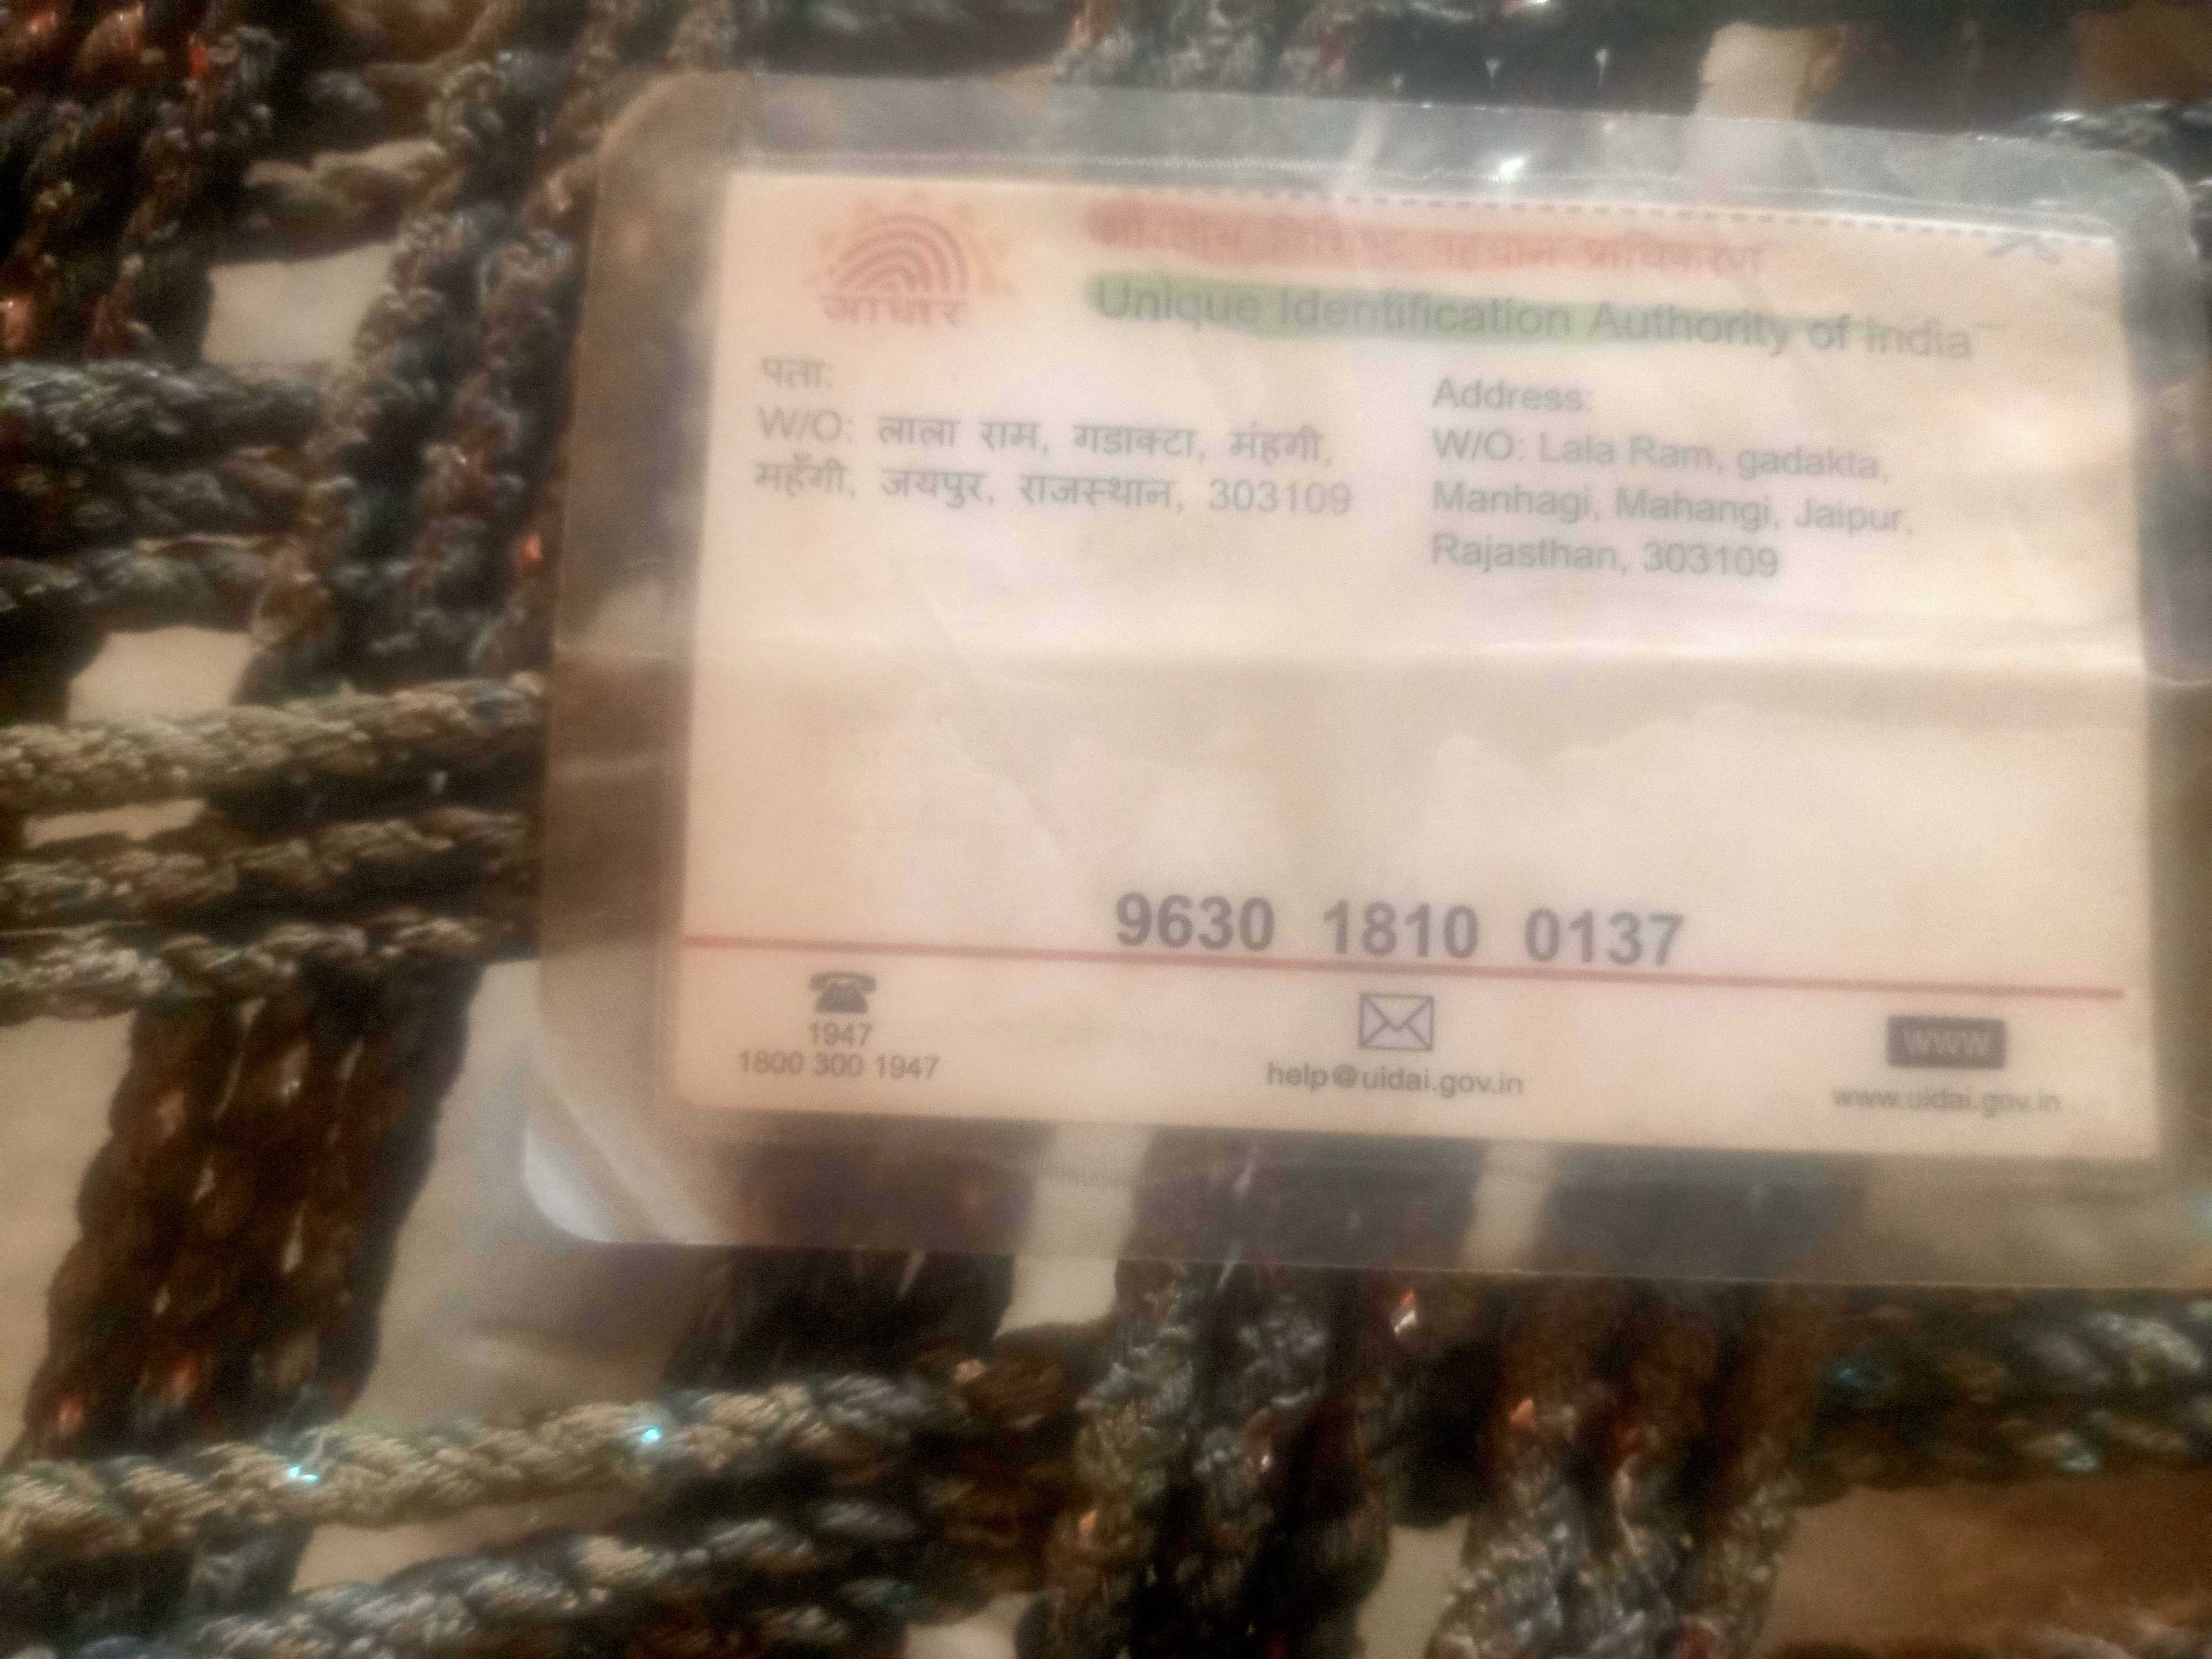 आधार
भारतीय विशिष्ट पहचान प्राधिकरण
Unique Identification Authority of India
पता:
W/O: लाला राम, गडाक्टा, मंहगी,
महँगी, जयपुर, राजस्थान, 303109
Address:
W/O: Lala Ram, gadakta,
Manhagi, Mahangi, Jaipur,
Rajasthan, 303109
9630 1810 0137
1947
1800 300 1947
help@uidai.gov.in
WWW
www.uidai.gov.in